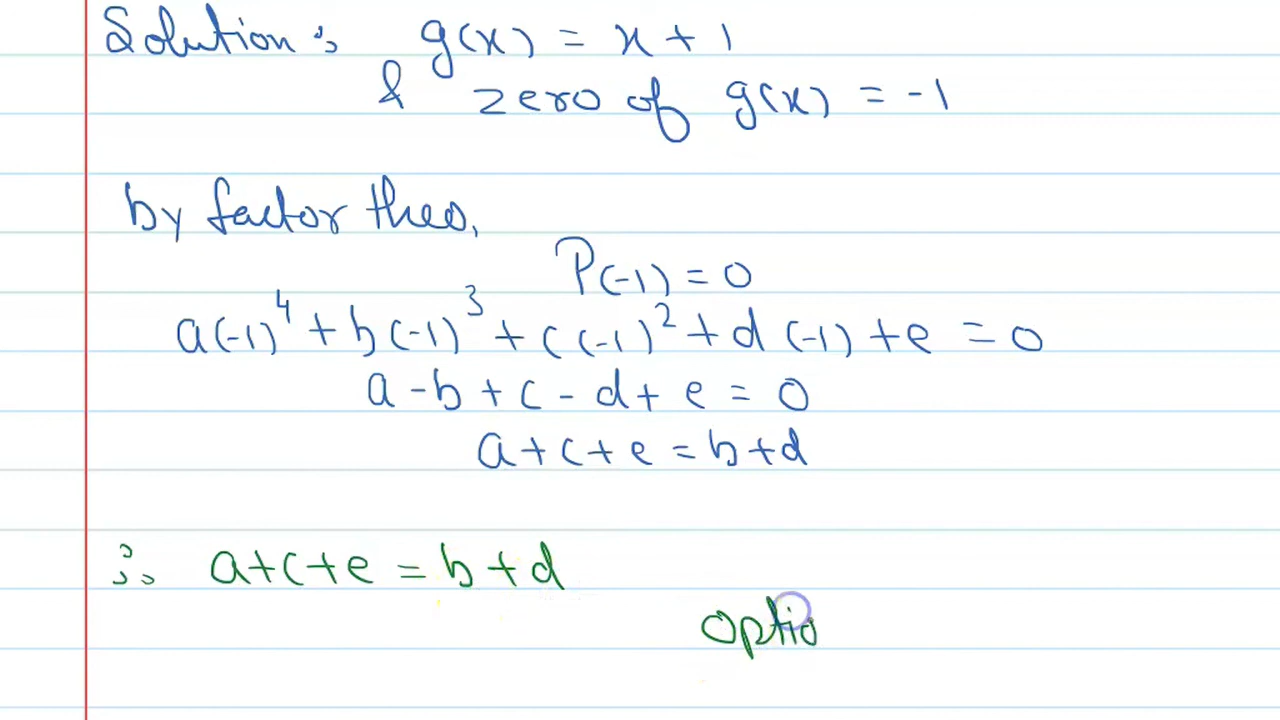 Solution : g(x) = x + 1
& zero of g(x) = -1
by factor theo,
P(-1) = 0
a(-1)⁴ + b(-1)³ + c(-1)² + d(-1) + e = 0
a - b + c - d + e = 0
a + c + e = b + d
∴ a + c + e = b + d
optio